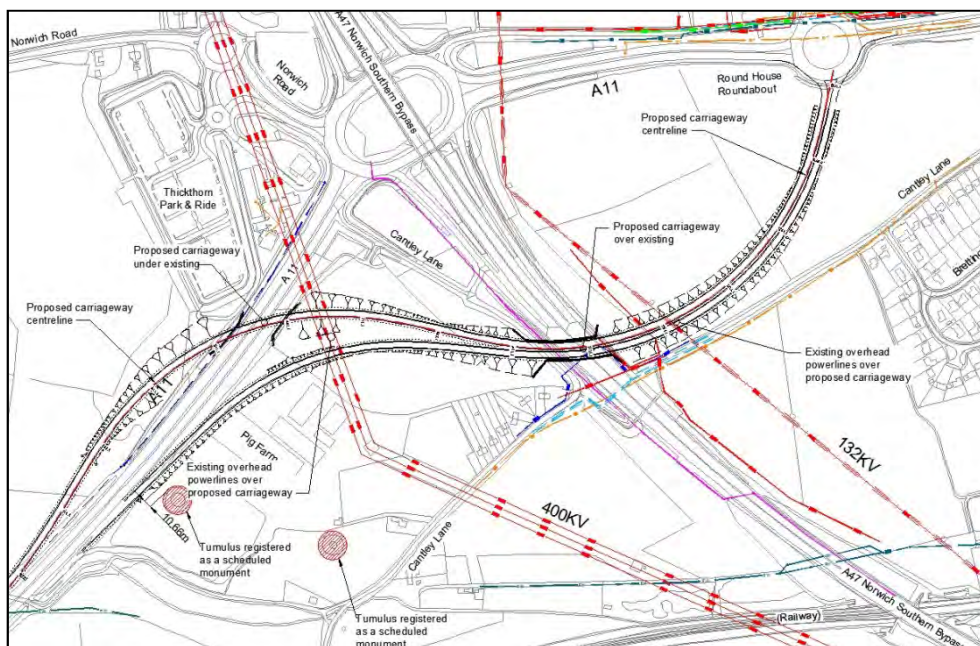 Norwich Road
Norwich
Road
A47 Norwich Southern Bypass
A11
Round House
Roundabout
Proposed carriageway
centreline
Cantley Lane
Thickthorn
Park & Ride
Proposed carriageway
under existing
A 11
Cantley Lane
Proposed carriageway
over existing
Proposed carriageway
centreline
A11
Existing overhead
powerlines over
proposed carriageway
Pig Farm
Existing overhead
powerlines over
proposed carriageway
132KV
400KV
10.66m
Tumulus registered
as a scheduled
monument
Cantley Lane
Tumulus registered
as a scheduled
monument
A47 Norwich Southern Bypass
(Railway)